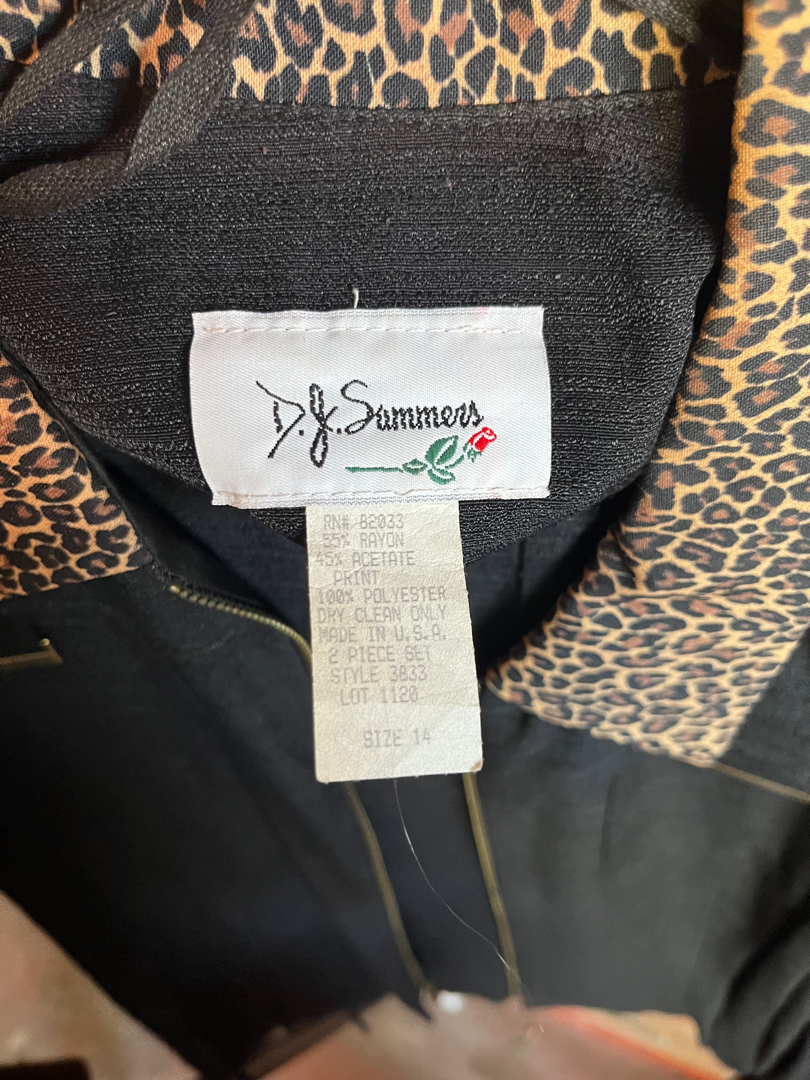 D.J. Summers
RN# 82033
55% RAYON
45% ACETATE
PRINT
100% POLYESTER
DRY CLEAN ONLY
MADE IN U.S.A.
2 PIECE SET
STYLE 3833
LOT 1120
SIZE 14